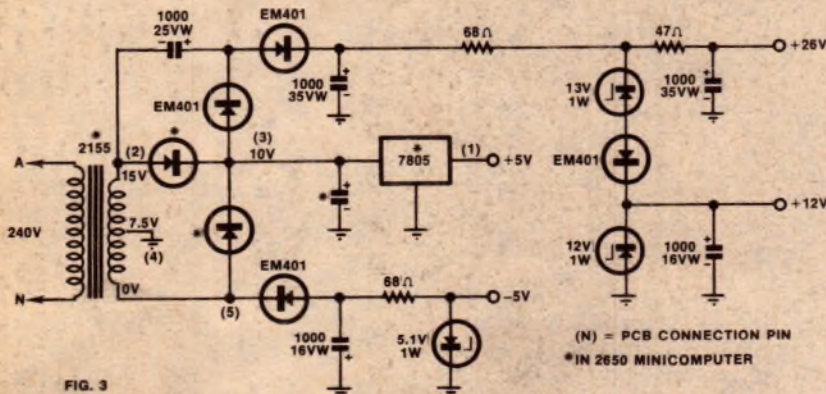 1000
25VW
EM401
68Ω
47Ω
+26V
1000
35VW
13V
1W
1000
35VW
EM401
*
2155
(2)
*
(3)
10V
*
7805
(1)
+5V
EM401
A
15V
+12V
240V
7.5V
(4)
*
*
12V
1W
1000
16VW
EM401
68Ω
-5V
N
0V
(5)
1000
16VW
5.1V
1W
(N) = PCB CONNECTION PIN
*IN 2650 MINICOMPUTER
FIG. 3